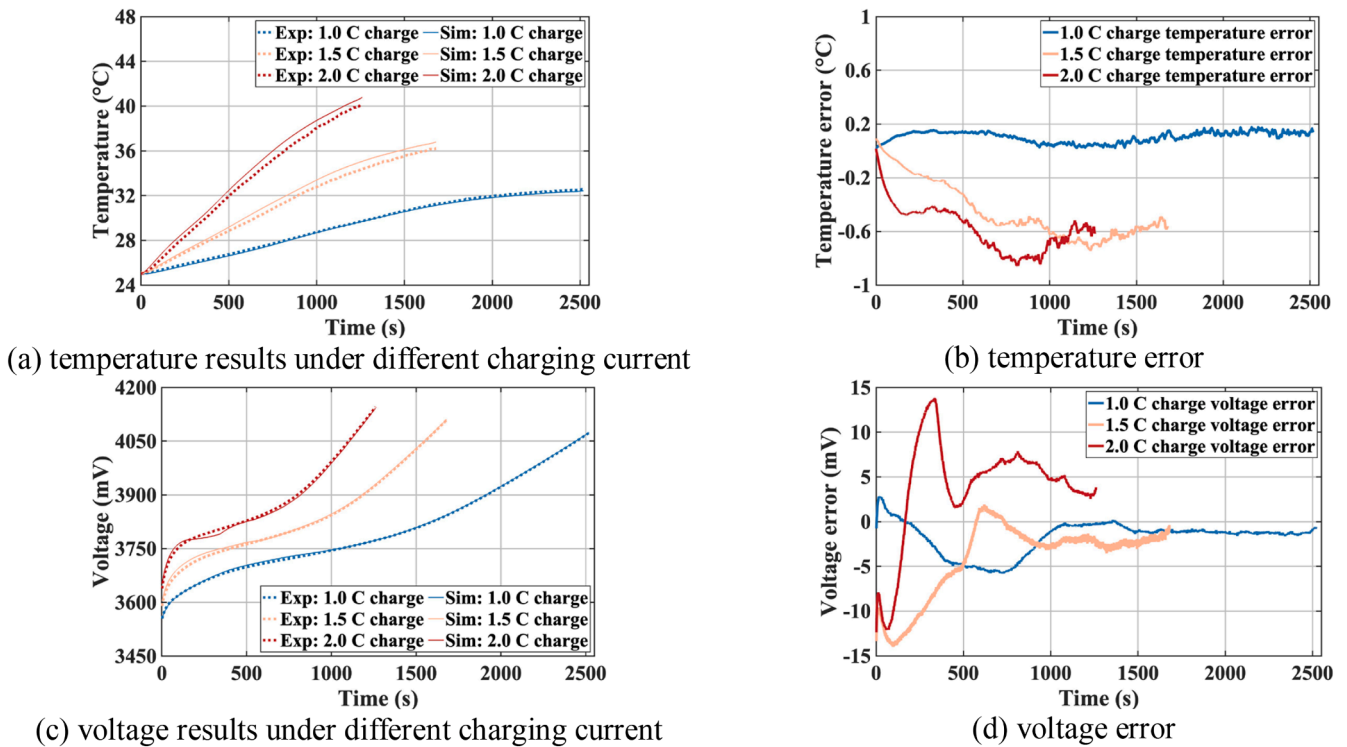 48
44
40
36
32
28
24
Temperature (°C)
Exp: 1.0 C charge Sim: 1.0 C charge
Exp: 1.5 C charge Sim: 1.5 C charge
Exp: 2.0 C charge Sim: 2.0 C charge
0 500 1000 1500 2000 2500
Time (s)
(a) temperature results under different charging current
1
0.6
0.2
-0.2
-0.6
-1
Tmperature error (°C)
1.0 C charge temperature error
1.5 C charge temperature error
2.0 C charge temperature error
0 500 1000 1500 2000 2500
Time (s)
(b) temperature error
4200
4050
3900
3750
3600
3450
Voltage (mV)
Exp: 1.0 C charge Sim: 1.0 C charge
Exp: 1.5 C charge Sim: 1.5 C charge
Exp: 2.0 C charge Sim: 2.0 C charge
0 500 1000 1500 2000 2500
Time (s)
(c) voltage results under different charging current
15
10
5
0
-5
-10
-15
Voltage error (mV)
1.0 C charge voltage error
1.5 C charge voltage error
2.0 C charge voltage error
0 500 1000 1500 2000 2500
Time (s)
(d) voltage error